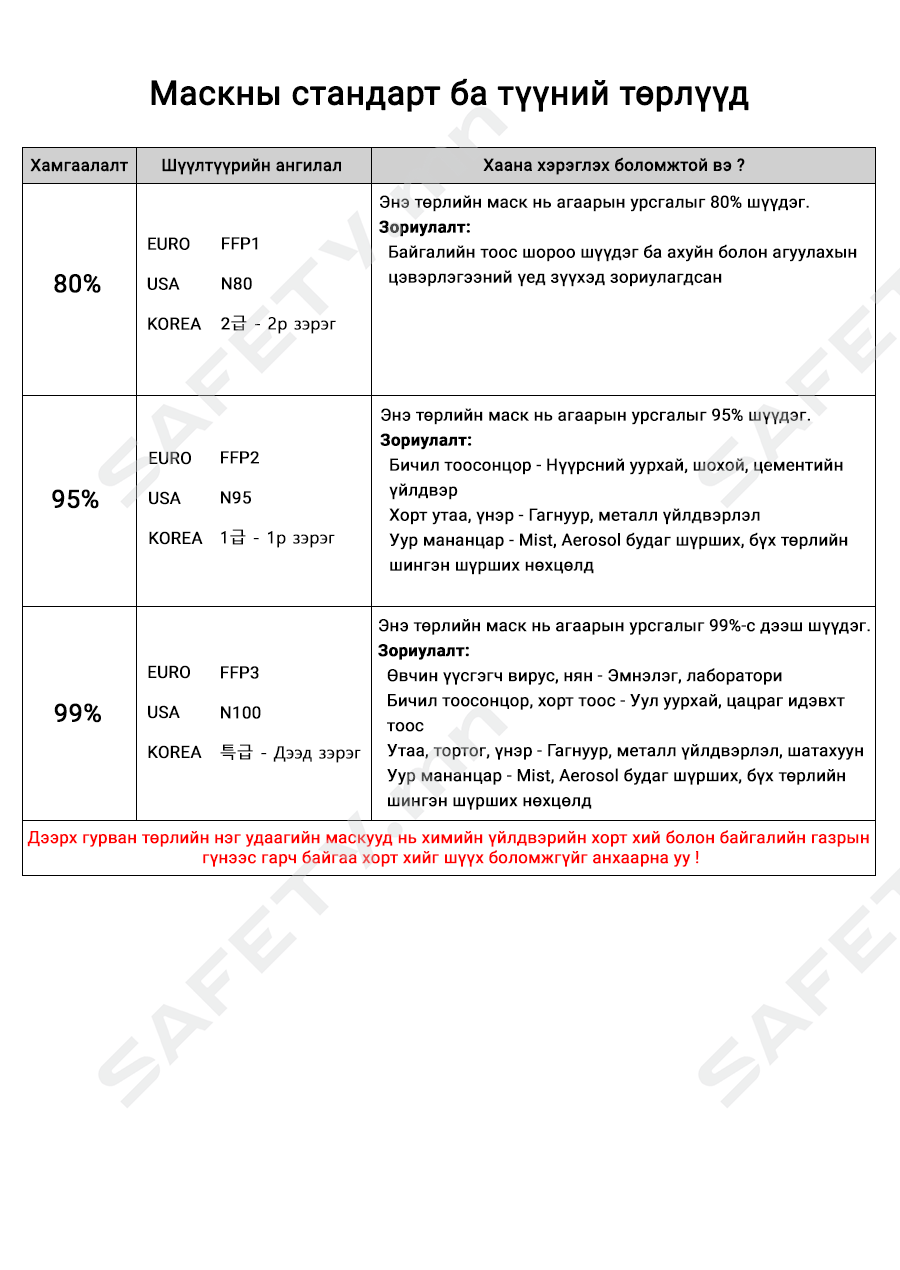 Маскны стандарт ба түүний төрлүүд
Хамгаалалт Шүүлтүүрийн ангилал Хаана хэрэглэх боломжтой вэ ?
80%
EURO FFP1
USA N80
KOREA 2급 - 2р зэрэг
Энэ төрлийн маск нь агаарын урсгалыг 80% шүүдэг.
Зориулалт:
Байгалийн тоос шороо шүүдэг ба ахуйн болон агуулахын
цэвэрлэгээний үед зүүхэд зориулагдсан
95%
EURO FFP2
USA N95
KOREA 1급 - 1р зэрэг
Энэ төрлийн маск нь агаарын урсгалыг 95% шүүдэг.
Зориулалт:
Бичил тоосонцор - Нүүрсний уурхай, шохой, цементийн
үйлдвэр
Хорт утаа, үнэр - Гагнуур, металл үйлдвэрлэл
Уур мананцар - Mist, Aerosol будаг шүрших, бүх төрлийн
шингэн шүрших нөхцөлд
99%
EURO FFP3
USA N100
KOREA 특급 - Дээд зэрэг
Энэ төрлийн маск нь агаарын урсгалыг 99%-с дээш шүүдэг.
Зориулалт:
Өвчин үүсгэгч вирус, нян - Эмнэлэг, лаборатори
Бичил тоосонцор, хорт тоос - Уул уурхай, цацраг идэвхт
тоос
Утаа, тортог, үнэр - Гагнуур, металл үйлдвэрлэл, шатахуун
Уур мананцар - Mist, Aerosol будаг шүрших, бүх төрлийн
шингэн шүрших нөхцөлд
Дээрх гурван төрлийн нэг удаагийн маскууд нь химийн үйлдвэрийн хорт хий болон байгалийн газрын
гүнээс гарч байгаа хорт хийг шүүх боломжгүйг анхаарна уу !
SAFETY.mn
SAFETY
SAFETY.mn
SAFETY